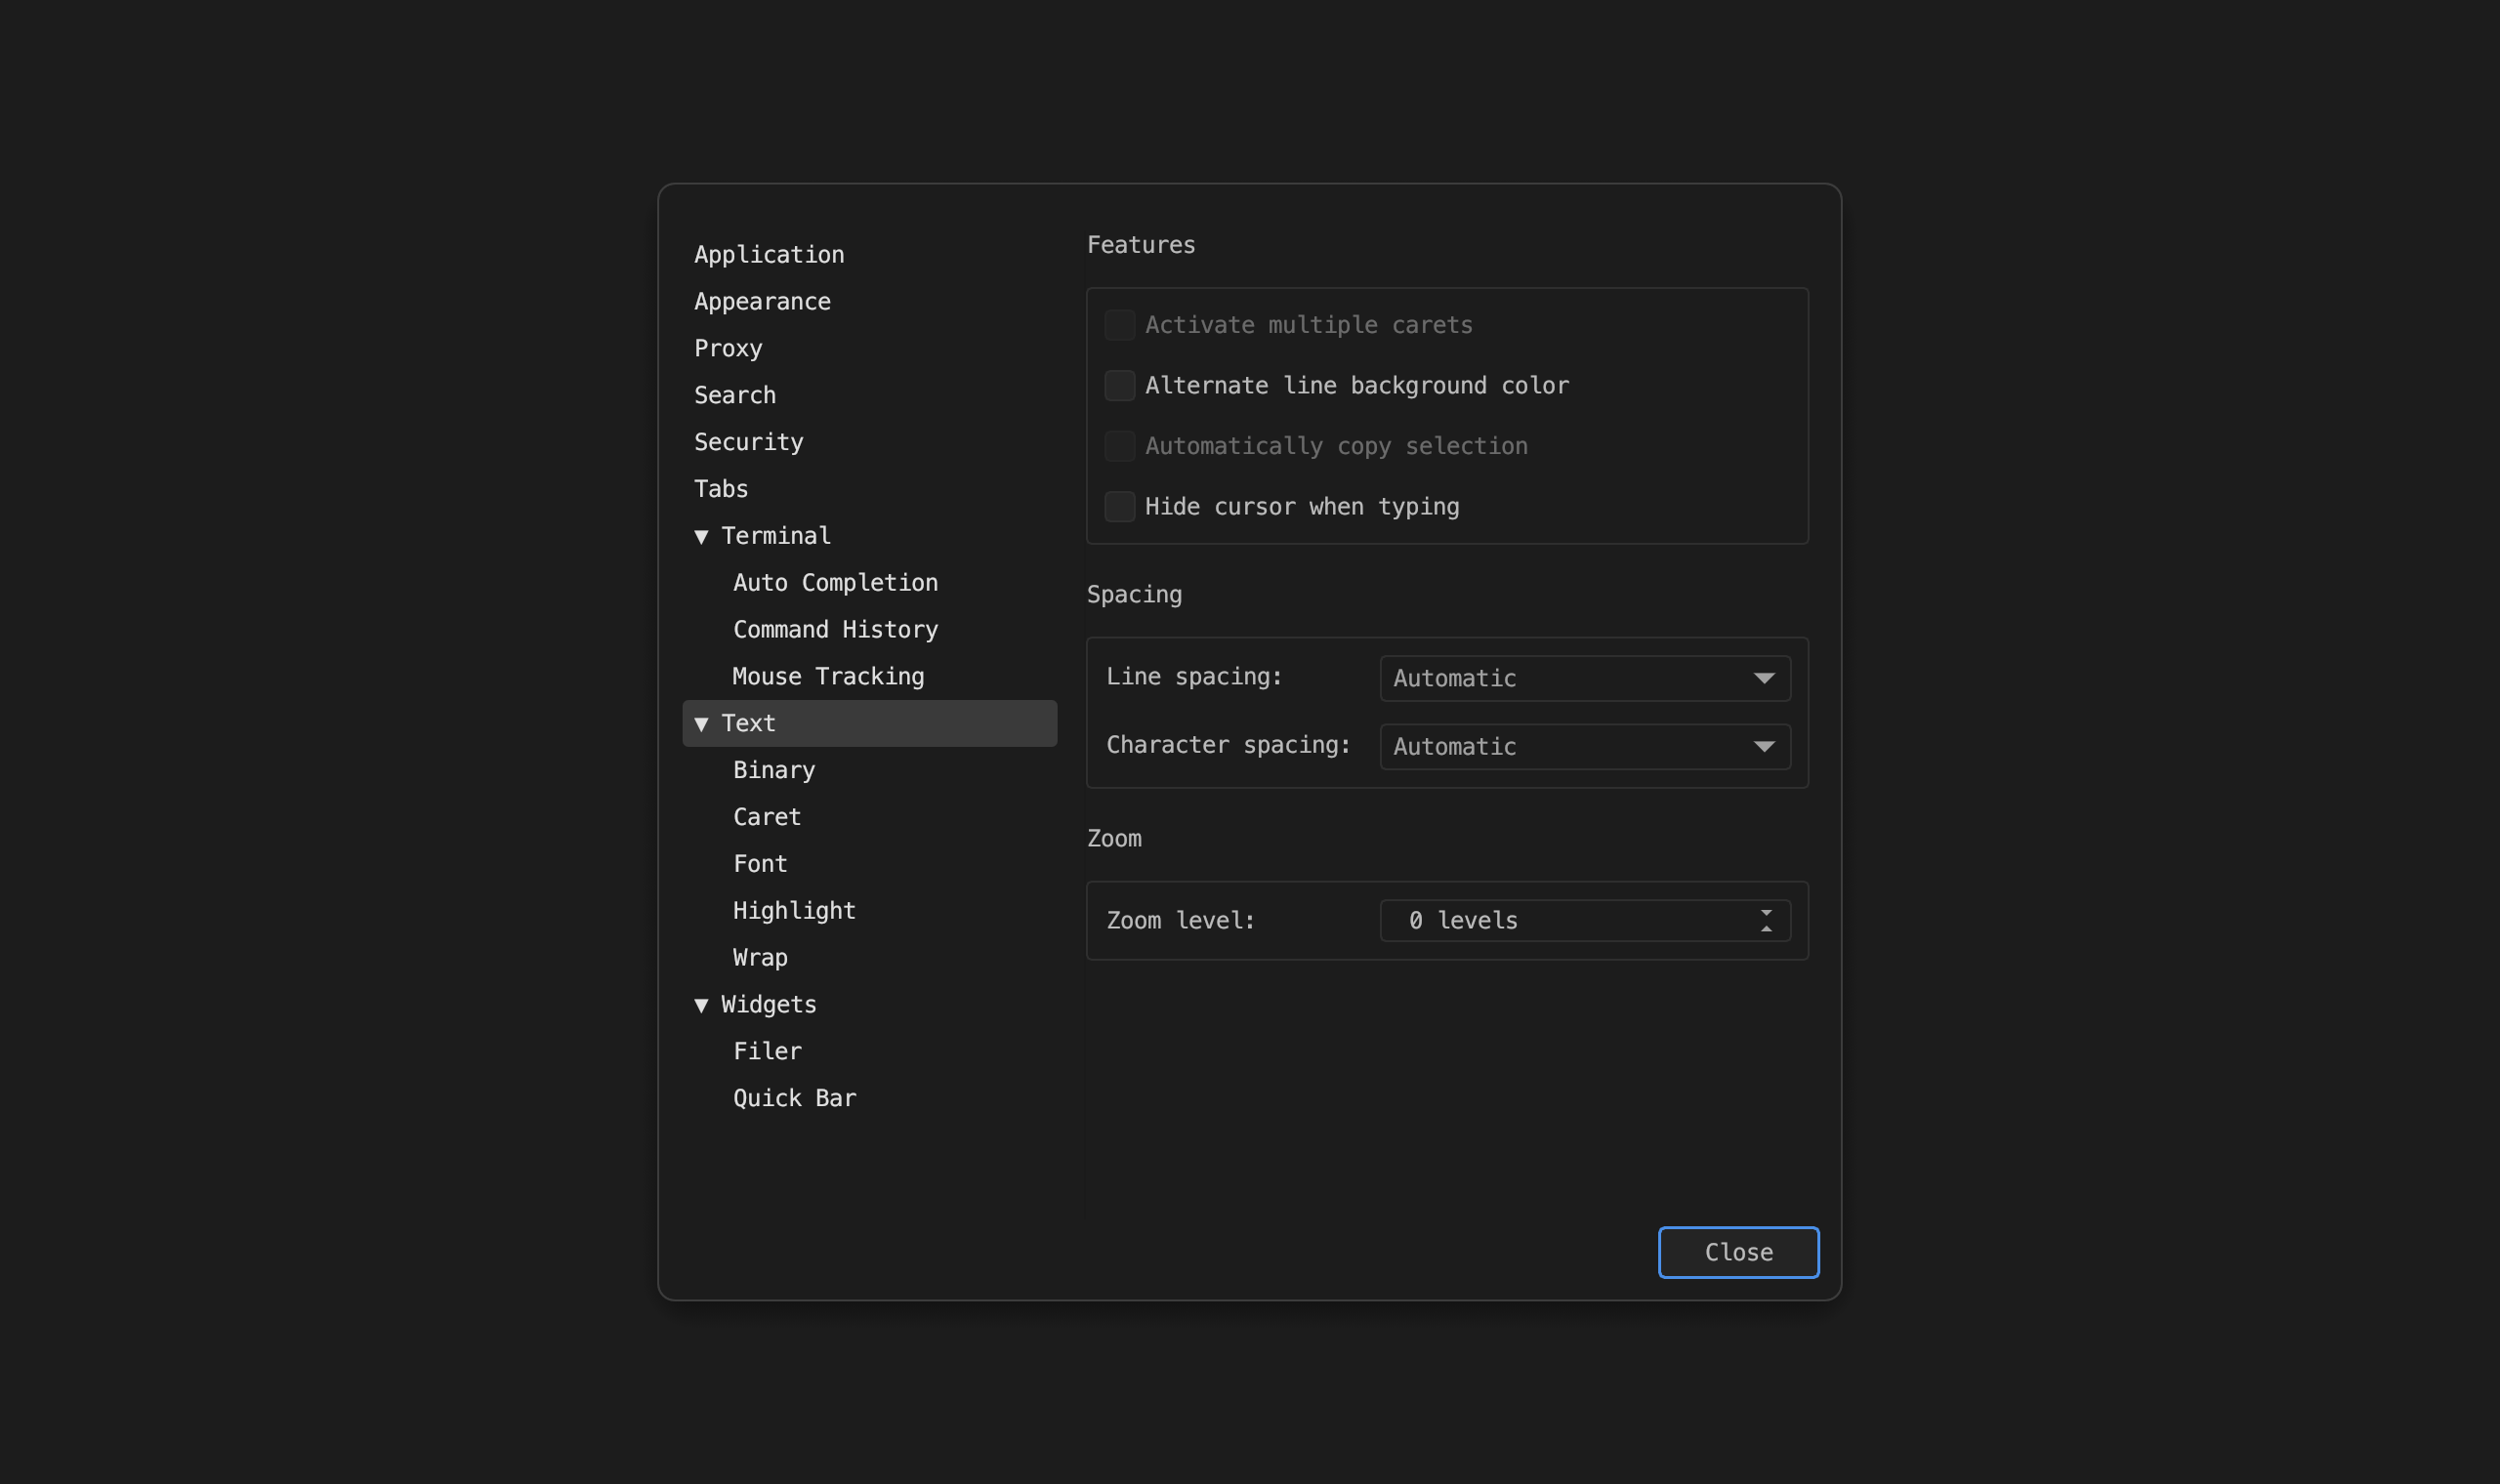 Application
Appearance
Proxy
Search
Security
Tabs
▼ Terminal
Auto Completion
Command History
Mouse Tracking
▼ Text
Binary
Caret
Font
Highlight
Wrap
▼ Widgets
Filer
Quick Bar
Features
Activate multiple carets
Alternate line background color
Automatically copy selection
Hide cursor when typing
Spacing
Line spacing: Automatic
Character spacing: Automatic
Zoom
Zoom level: 0 levels
Close